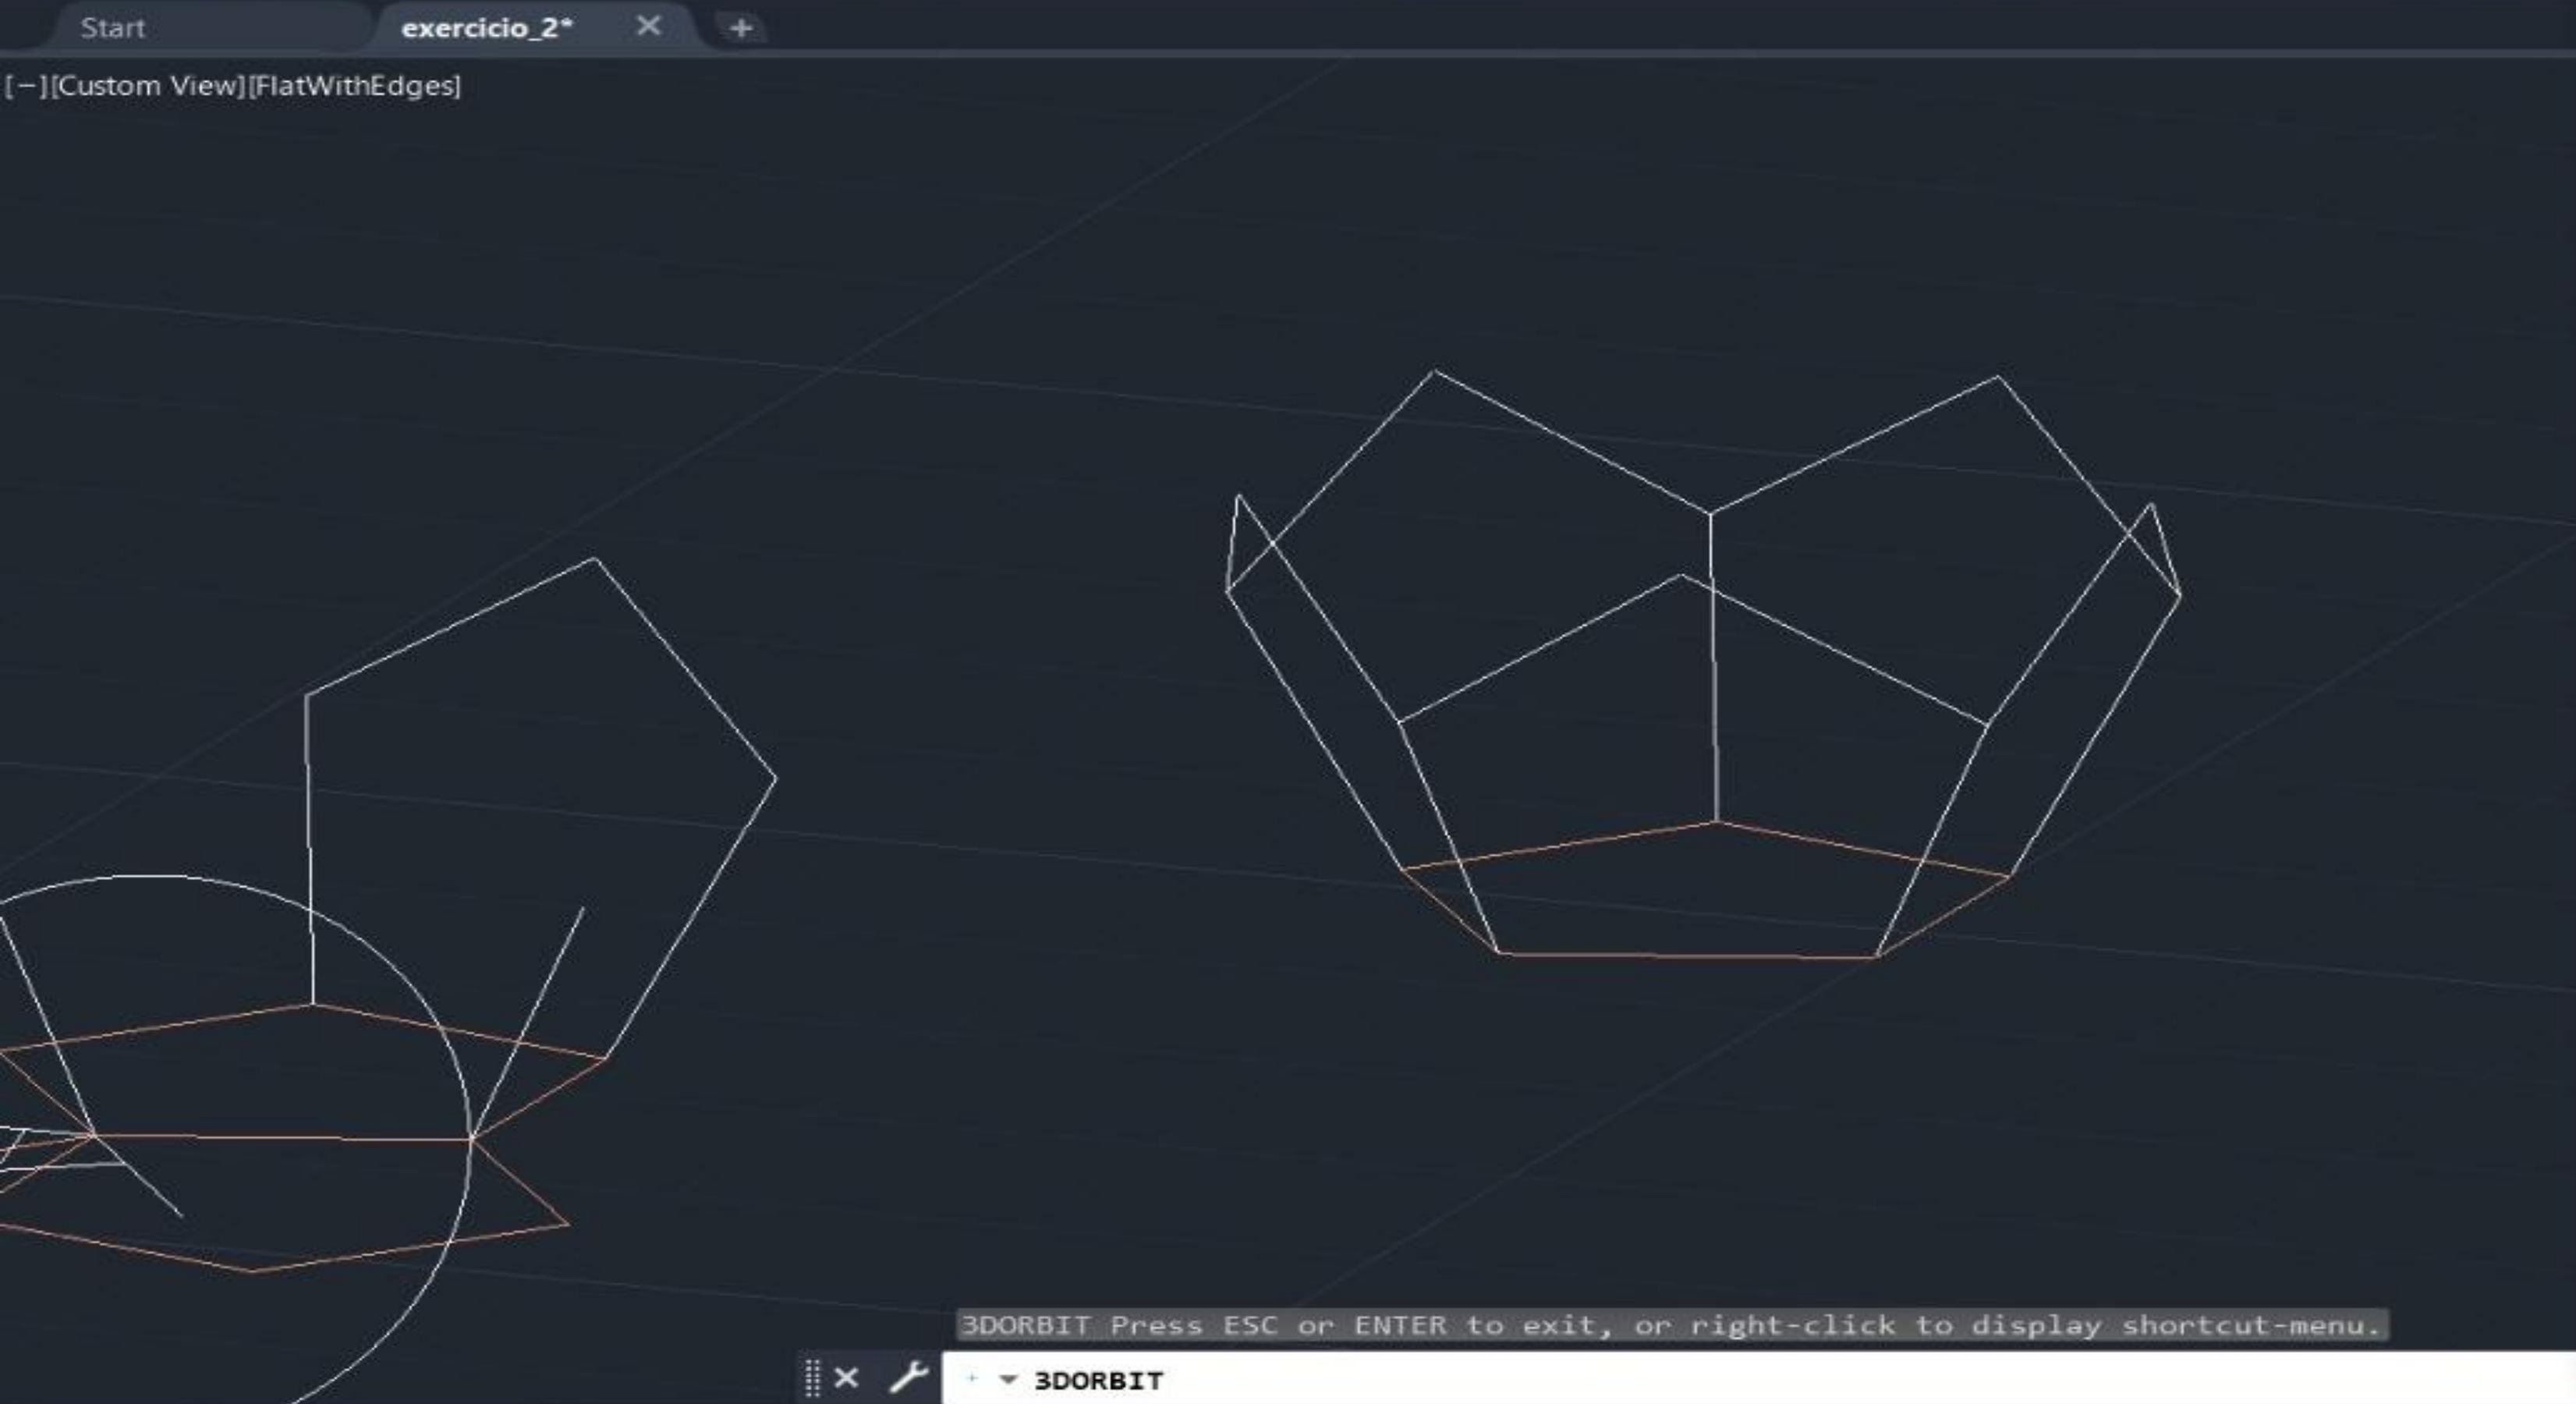 Start
exercicio_2*
[−][Custom View][FlatWithEdges]
3DORBIT Press ESC or ENTER to exit, or right-click to display shortcut-menu.
3DORBIT